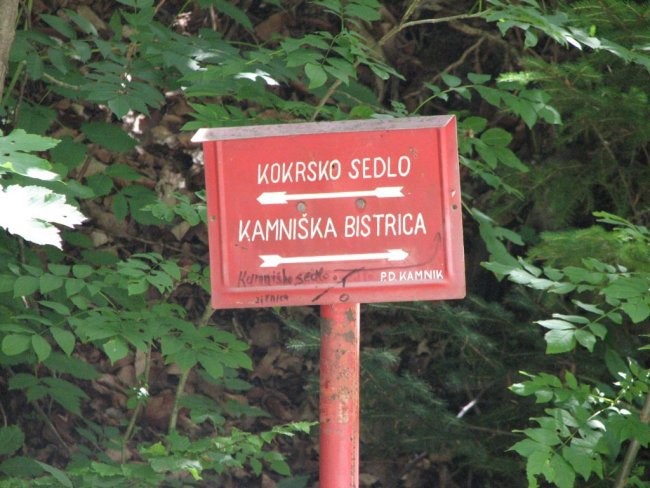 KOKRSKO SEDLO
KAMNIŠKA BISTRICA
Kamniško sedlo
P.D. KAMNIK